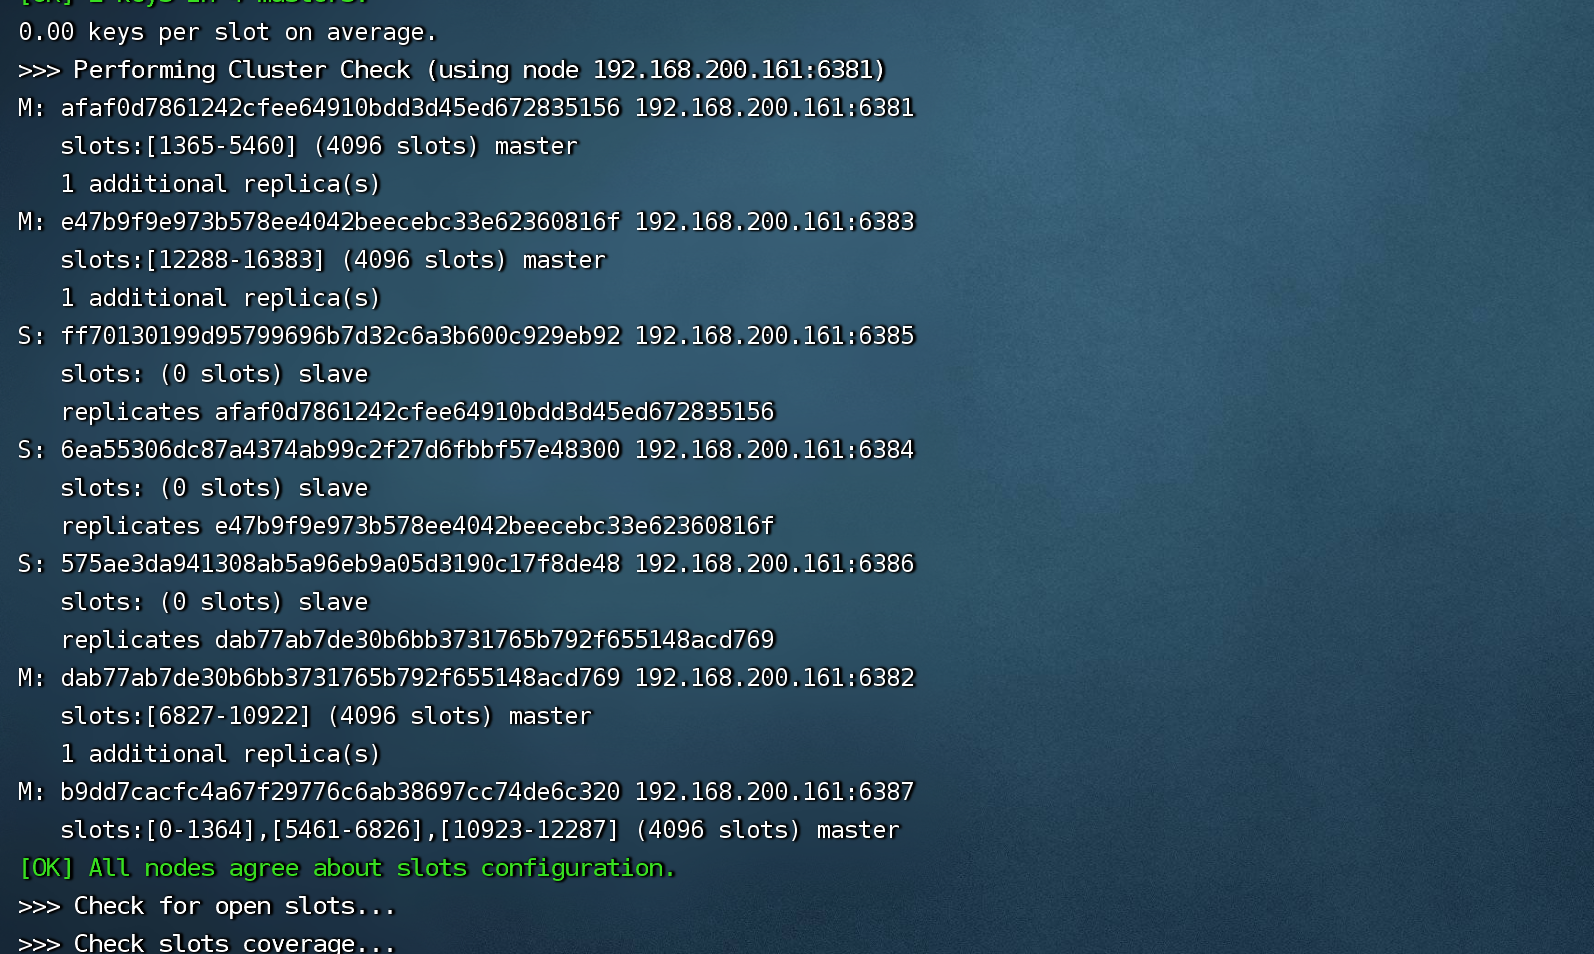 0.00 keys per slot on average.
>>> Performing Cluster Check (using node 192.168.200.161:6381)
M: afaf0d7861242cfee64910bdd3d45ed672835156 192.168.200.161:6381
   slots:[1365-5460] (4096 slots) master
   1 additional replica(s)
M: e47b9f9e973b578ee4042beecebc33e62360816f 192.168.200.161:6383
   slots:[12288-16383] (4096 slots) master
   1 additional replica(s)
S: ff70130199d95799696b7d32c6a3b600c929eb92 192.168.200.161:6385
   slots: (0 slots) slave
   replicates afaf0d7861242cfee64910bdd3d45ed672835156
S: 6ea55306dc87a4374ab99c2f27d6fbbf57e48300 192.168.200.161:6384
   slots: (0 slots) slave
   replicates e47b9f9e973b578ee4042beecebc33e62360816f
S: 575ae3da941308ab5a96eb9a05d3190c17f8de48 192.168.200.161:6386
   slots: (0 slots) slave
   replicates dab77ab7de30b6bb3731765b792f655148acd769
M: dab77ab7de30b6bb3731765b792f655148acd769 192.168.200.161:6382
   slots:[6827-10922] (4096 slots) master
   1 additional replica(s)
M: b9dd7cacfc4a67f29776c6ab38697cc74de6c320 192.168.200.161:6387
   slots:[0-1364],[5461-6826],[10923-12287] (4096 slots) master
[OK] All nodes agree about slots configuration.
>>> Check for open slots...
>>> Check slots coverage...